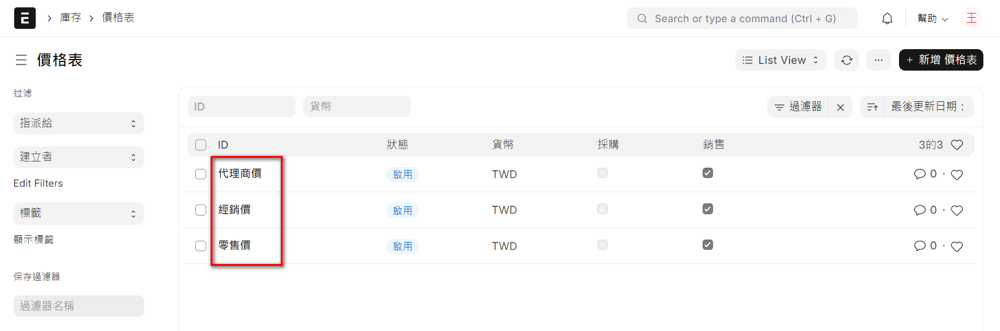 E > 庫存 > 價格表
Search or type a command (Ctrl + G)
幫助
王
價格表
List View
···
+ 新增 價格表
过滤
指派給
建立者
Edit Filters
標籤
顯示標籤
保存過濾器
過濾器名稱
ID
貨幣
過濾器
最後更新日期：
ID 狀態 貨幣 採購 銷售 3的3
代理商價 啟用 TWD 0 ·
經銷價 啟用 TWD 0 ·
零售價 啟用 TWD 0 ·